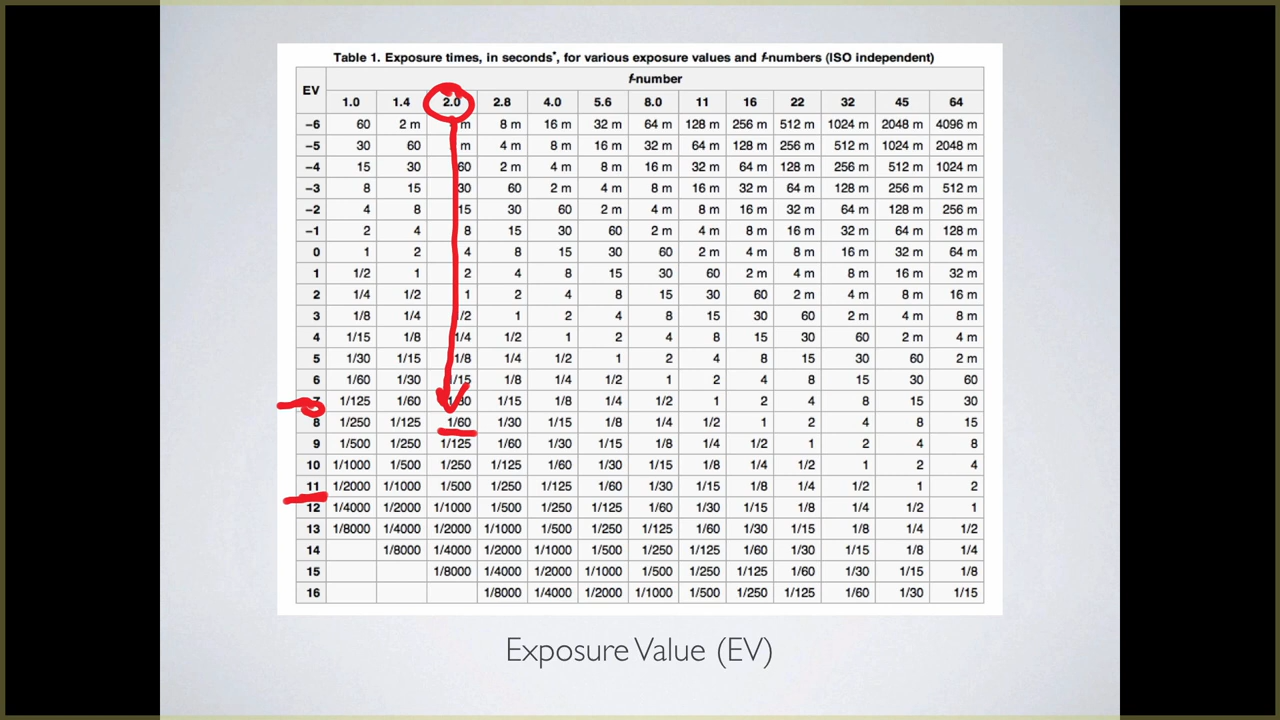 Table 1. Exposure times, in seconds*, for various exposure values and f-numbers (ISO independent)
EV f-number
1.0 1.4 2.0 2.8 4.0 5.6 8.0 11 16 22 32 45 64
−6 60 2 m m 8 m 16 m 32 m 64 m 128 m 256 m 512 m 1024 m 2048 m 4096 m
−5 30 60 m 4 m 8 m 16 m 32 m 64 m 128 m 256 m 512 m 1024 m 2048 m
−4 15 30 60 2 m 4 m 8 m 16 m 32 m 64 m 128 m 256 m 512 m 1024 m
−3 8 15 30 60 2 m 4 m 8 m 16 m 32 m 64 m 128 m 256 m 512 m
−2 4 8 15 30 60 2 m 4 m 8 m 16 m 32 m 64 m 128 m 256 m
−1 2 4 8 15 30 60 2 m 4 m 8 m 16 m 32 m 64 m 128 m
0 1 2 4 8 15 30 60 2 m 4 m 8 m 16 m 32 m 64 m
1 1/2 1 2 4 8 15 30 60 2 m 4 m 8 m 16 m 32 m
2 1/4 1/2 1 2 4 8 15 30 60 2 m 4 m 8 m 16 m
3 1/8 1/4 1/2 1 2 4 8 15 30 60 2 m 4 m 8 m
4 1/15 1/8 1/4 1/2 1 2 4 8 15 30 60 2 m 4 m
5 1/30 1/15 1/8 1/4 1/2 1 2 4 8 15 30 60 2 m
6 1/60 1/30 1/15 1/8 1/4 1/2 1 2 4 8 15 30 60
7 1/125 1/60 1/30 1/15 1/8 1/4 1/2 1 2 4 8 15 30
8 1/250 1/125 1/60 1/30 1/15 1/8 1/4 1/2 1 2 4 8 15
9 1/500 1/250 1/125 1/60 1/30 1/15 1/8 1/4 1/2 1 2 4 8
10 1/1000 1/500 1/250 1/125 1/60 1/30 1/15 1/8 1/4 1/2 1 2 4
11 1/2000 1/1000 1/500 1/250 1/125 1/60 1/30 1/15 1/8 1/4 1/2 1 2
12 1/4000 1/2000 1/1000 1/500 1/250 1/125 1/60 1/30 1/15 1/8 1/4 1/2 1
13 1/8000 1/4000 1/2000 1/1000 1/500 1/250 1/125 1/60 1/30 1/15 1/8 1/4 1/2
14 1/8000 1/4000 1/2000 1/1000 1/500 1/250 1/125 1/60 1/30 1/15 1/8 1/4
15 1/8000 1/4000 1/2000 1/1000 1/500 1/250 1/125 1/60 1/30 1/15 1/8
16 1/8000 1/4000 1/2000 1/1000 1/500 1/250 1/125 1/60 1/30 1/15
Exposure Value (EV)